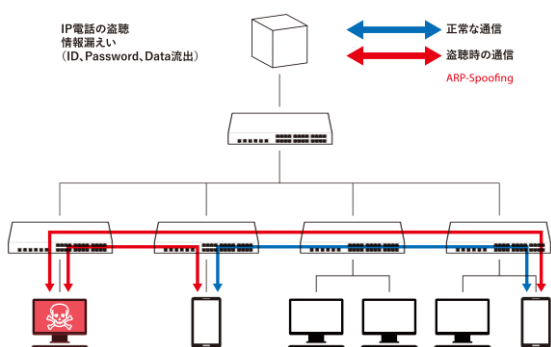 IP電話の盗聴
情報漏えい
（ID、Password、Data流出）
正常な通信
盗聴時の通信
ARP-Spoofing